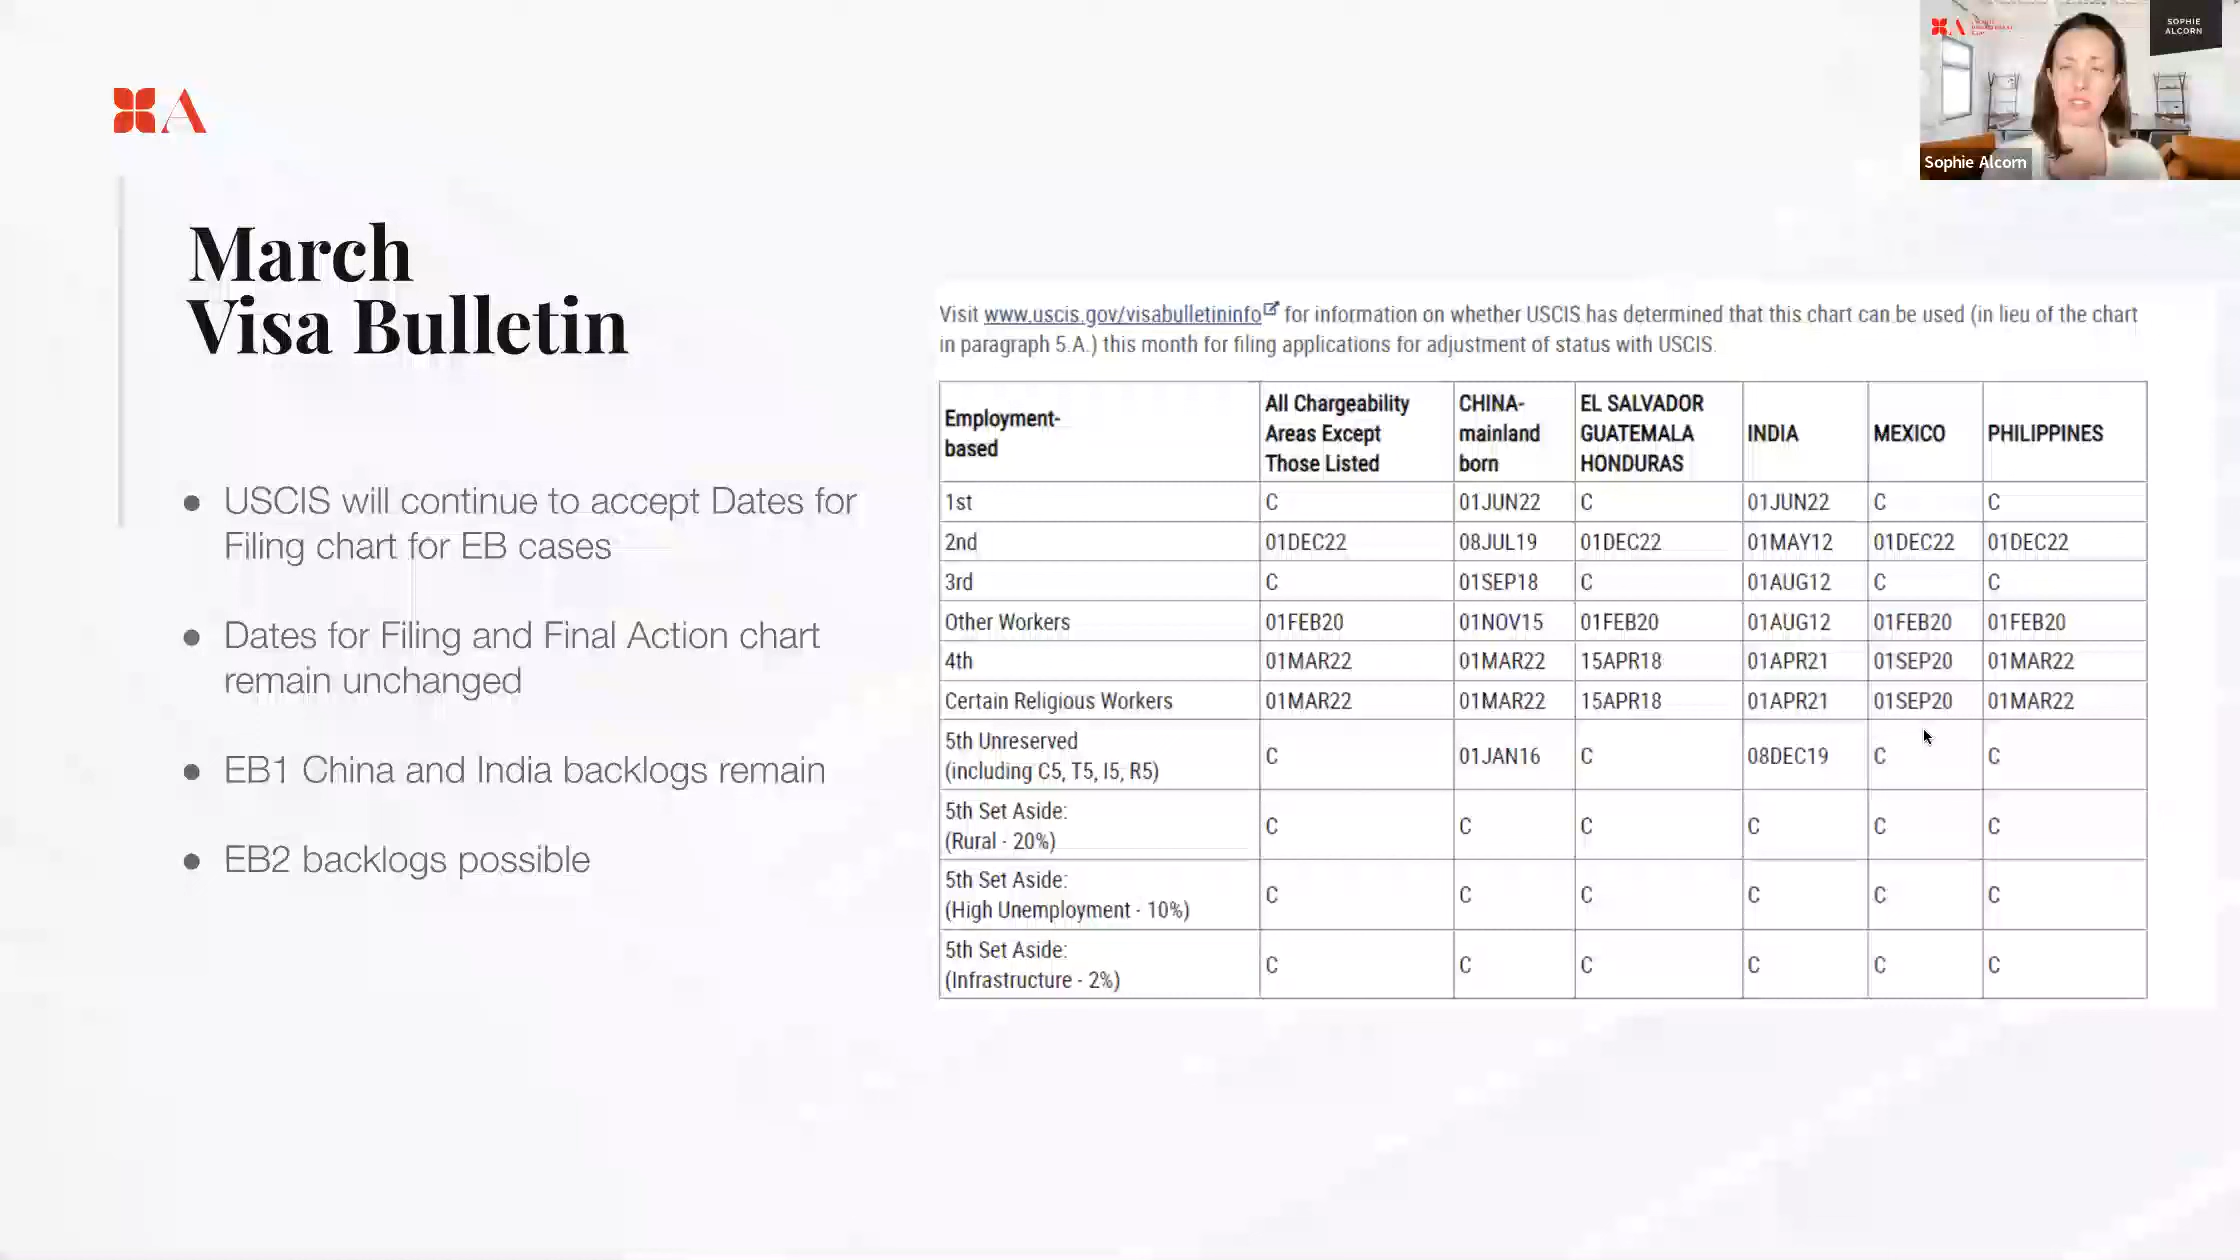 A
March
Visa Bulletin
● USCIS will continue to accept Dates for
Filing chart for EB cases
● Dates for Filing and Final Action chart
remain unchanged
● EB1 China and India backlogs remain
● EB2 backlogs possible
A
SOPHIE
ALCORN
Sophie Alcorn
Visit www.uscis.gov/visabulletininfo for information on whether USCIS has determined that this chart can be used (in lieu of the chart
in paragraph 5.A.) this month for filing applications for adjustment of status with USCIS.
Employment-based | All Chargeability Areas Except Those Listed | CHINA-mainland born | EL SALVADOR GUATEMALA HONDURAS | INDIA | MEXICO | PHILIPPINES
1st | C | 01JUN22 | C | 01JUN22 | C | C
2nd | 01DEC22 | 08JUL19 | 01DEC22 | 01MAY12 | 01DEC22 | 01DEC22
3rd | C | 01SEP18 | C | 01AUG12 | C | C
Other Workers | 01FEB20 | 01NOV15 | 01FEB20 | 01AUG12 | 01FEB20 | 01FEB20
4th | 01MAR22 | 01MAR22 | 15APR18 | 01APR21 | 01SEP20 | 01MAR22
Certain Religious Workers | 01MAR22 | 01MAR22 | 15APR18 | 01APR21 | 01SEP20 | 01MAR22
5th Unreserved (including C5, T5, I5, R5) | C | 01JAN16 | C | 08DEC19 | C | C
5th Set Aside: (Rural - 20%) | C | C | C | C | C | C
5th Set Aside: (High Unemployment - 10%) | C | C | C | C | C | C
5th Set Aside: (Infrastructure - 2%) | C | C | C | C | C | C